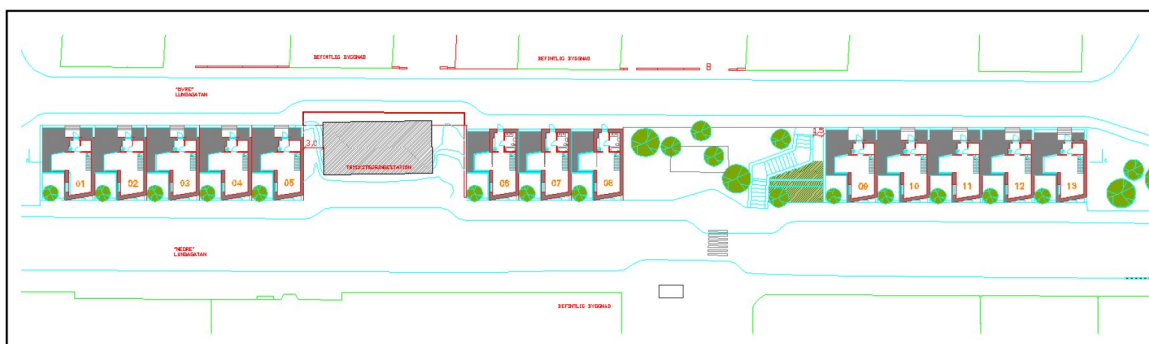 BEFINTLIG BYGGNAD
BEFINTLIG BYGGNAD
"ÖVRE"
LUNDAGATAN
3,0
TRYCKSTEGRINGSSTATION
01 02 03 04 05 06 07 08 09 10 11 12 13
"NEDRE"
LUNDAGATAN
BEFINTLIG BYGGNAD